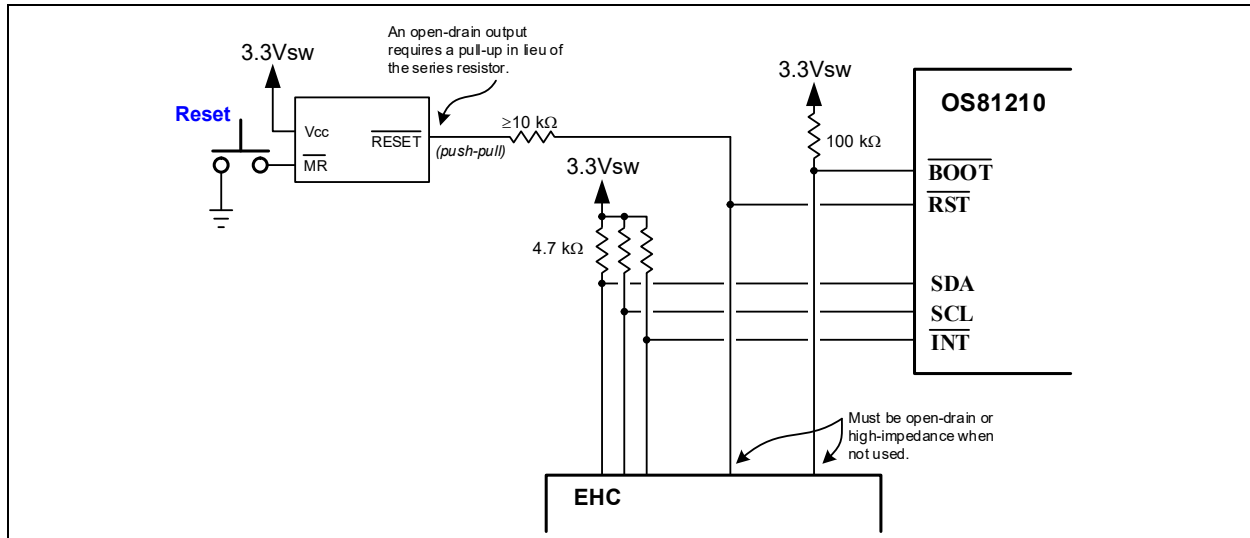 An open-drain output
requires a pull-up in lieu of
the series resistor.
3.3Vsw
3.3Vsw
OS81210
Reset
Vcc
RESET
≥10 kΩ
(push-pull)
MR
100 kΩ
3.3Vsw
BOOT
RST
4.7 kΩ
SDA
SCL
INT
Must be open-drain or
high-impedance when
not used.
EHC